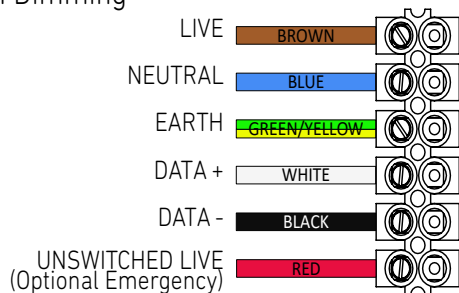 Dimming
LIVE BROWN
NEUTRAL BLUE
EARTH GREEN/YELLOW
DATA + WHITE
DATA - BLACK
UNSWITCHED LIVE
(Optional Emergency) RED